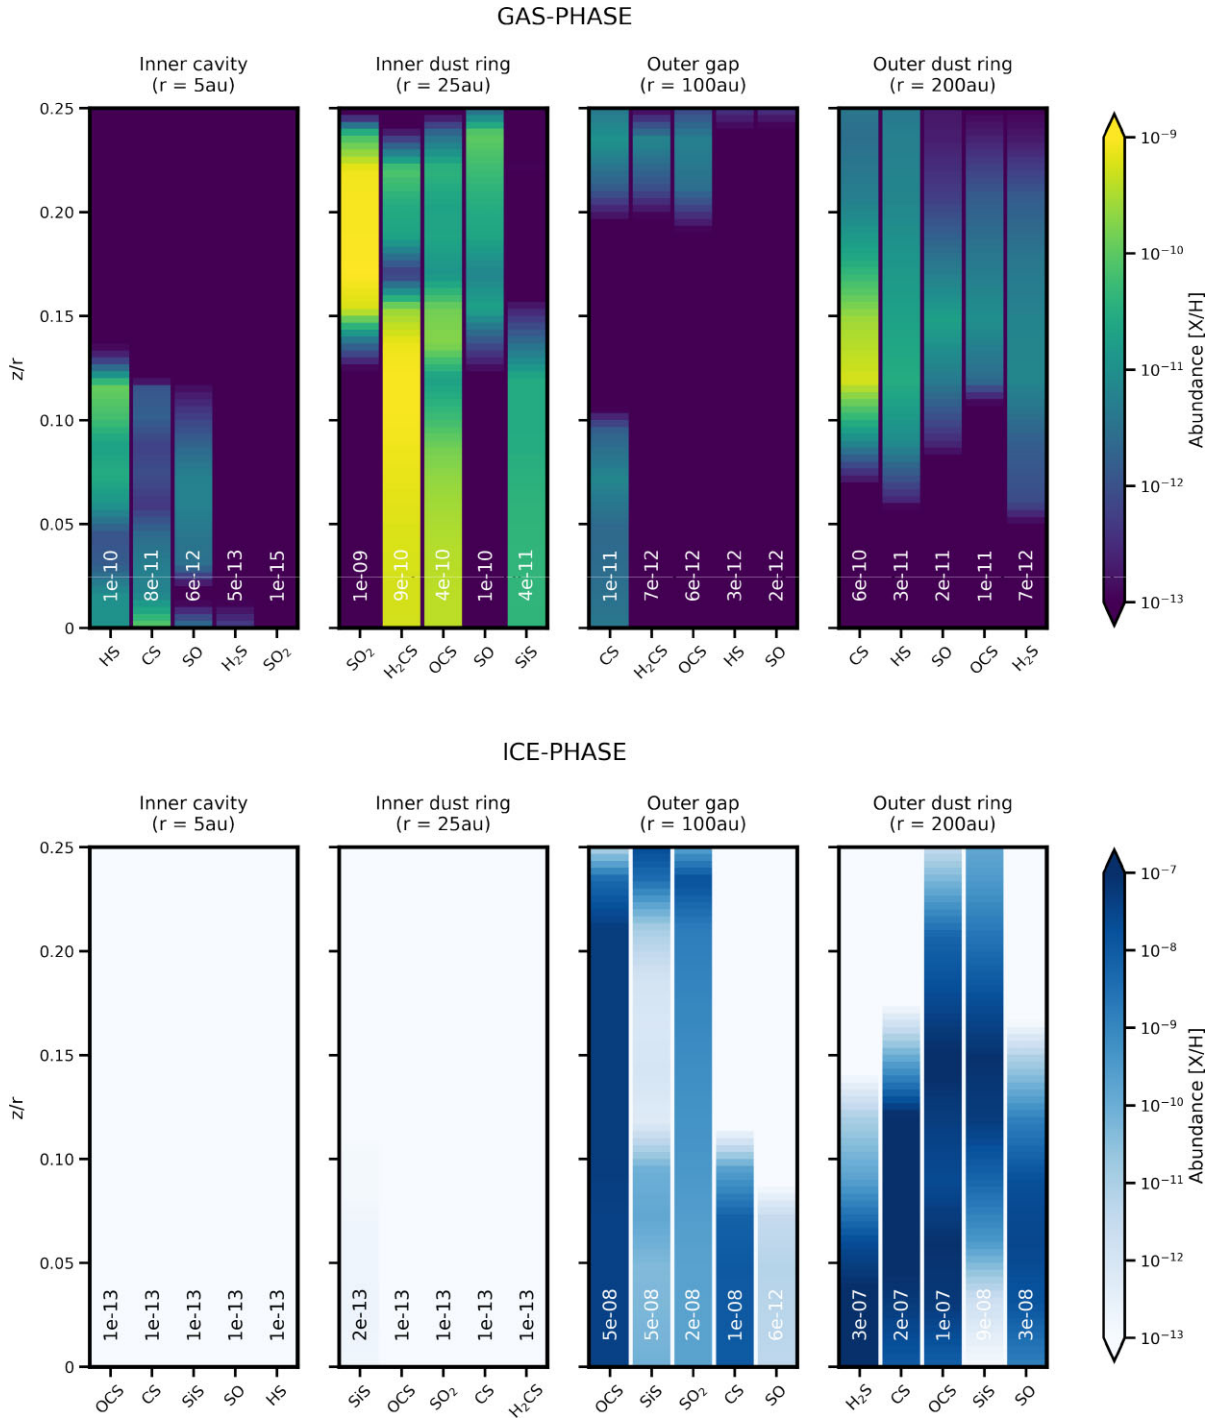 GAS-PHASE
Inner cavity
(r = 5au)
Inner dust ring
(r = 25au)
Outer gap
(r = 100au)
Outer dust ring
(r = 200au)
0.25
0.20
0.15
0.10
0.05
0
z/r
1e-10
8e-11
6e-12
5e-13
1e-15
1e-09
9e-10
4e-10
1e-10
4e-11
1e-11
7e-12
6e-12
3e-12
2e-12
6e-10
3e-11
2e-11
1e-11
7e-12
HS
CS
SO
H₂S
SO₂
SO₂
H₂CS
OCS
SO
SiS
CS
H₂CS
OCS
HS
SO
CS
HS
SO
OCS
H₂S
10⁻⁹
10⁻¹⁰
10⁻¹¹
10⁻¹²
10⁻¹³
Abundance [X/H]
ICE-PHASE
Inner cavity
(r = 5au)
Inner dust ring
(r = 25au)
Outer gap
(r = 100au)
Outer dust ring
(r = 200au)
0.25
0.20
0.15
0.10
0.05
0
z/r
1e-13
1e-13
1e-13
1e-13
1e-13
2e-13
1e-13
1e-13
1e-13
1e-13
5e-08
5e-08
2e-08
1e-08
6e-12
3e-07
2e-07
1e-07
9e-08
3e-08
OCS
CS
SiS
SO
HS
SiS
OCS
SO₂
CS
H₂CS
OCS
SiS
SO₂
CS
SO
H₂S
CS
OCS
SiS
SO
10⁻⁷
10⁻⁸
10⁻⁹
10⁻¹⁰
10⁻¹¹
10⁻¹²
10⁻¹³
Abundance [X/H]